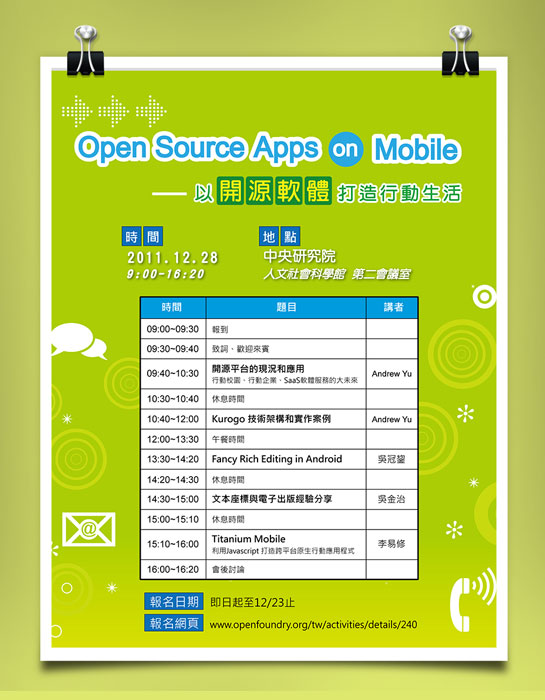 Open Source Apps on Mobile
以開源軟體打造行動生活
時間
2011.12.28
9:00-16:20
地點
中央研究院
人文社會科學館 第二會議室
時間 題目 講者
09:00~09:30 報到
09:30~09:40 致詞、歡迎來賓
09:40~10:30 開源平台的現況和應用 Andrew Yu
行動校園、行動企業、SaaS軟體服務的大未來
10:30~10:40 休息時間
10:40~12:00 Kurogo 技術架構和實作案例 Andrew Yu
12:00~13:30 午餐時間
13:30~14:20 Fancy Rich Editing in Android 吳冠鋆
14:20~14:30 休息時間
14:30~15:00 文本座標與電子出版經驗分享 吳金治
15:00~15:10 休息時間
15:10~16:00 Titanium Mobile 李易修
利用Javascript 打造跨平台原生行動應用程式
16:00~16:20 會後討論
報名日期 即日起至12/23止
報名網頁 www.openfoundry.org/tw/activities/details/240
@